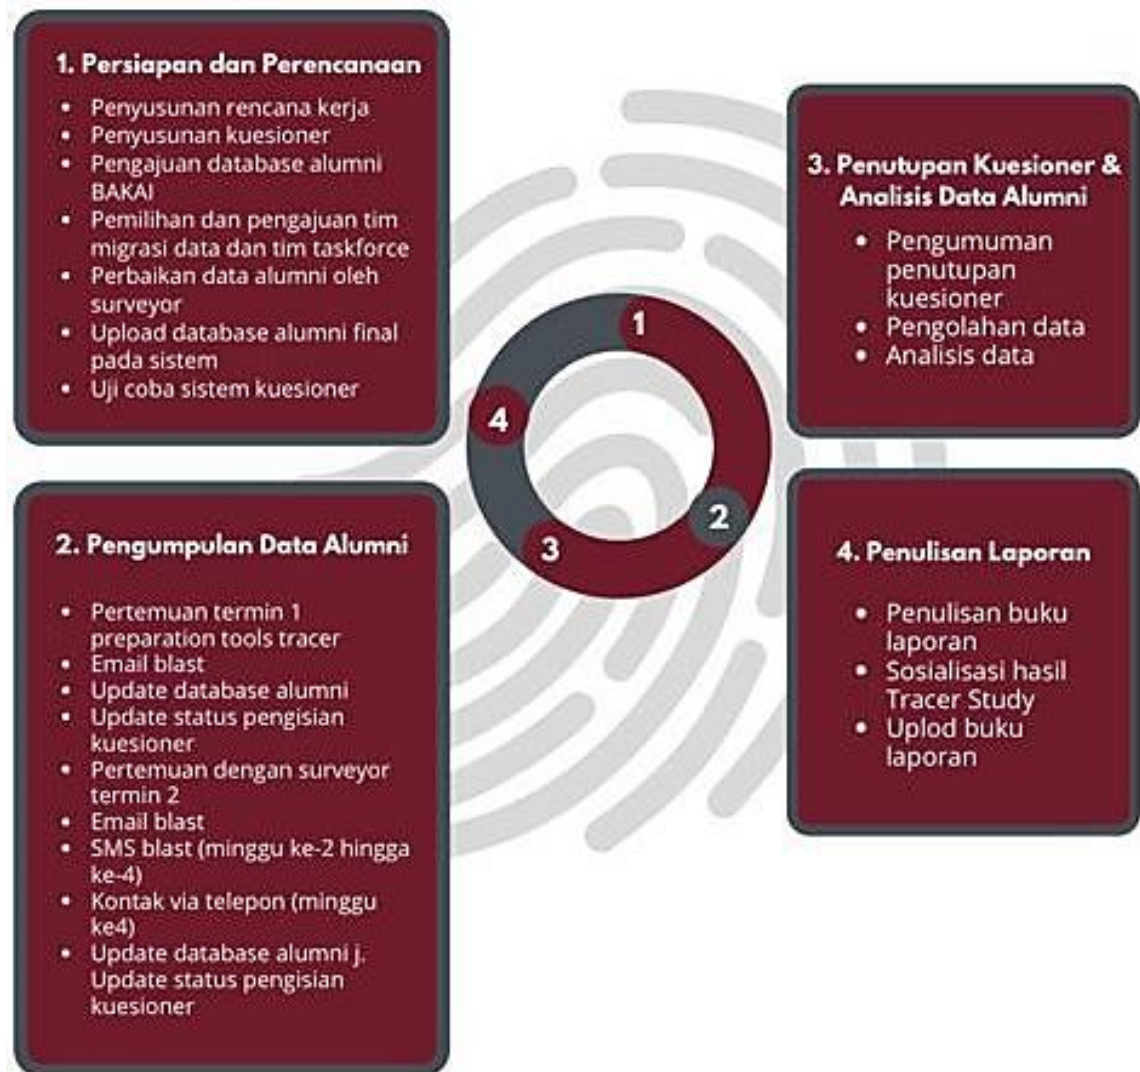 1. Persiapan dan Perencanaan
• Penyusunan rencana kerja
• Penyusunan kuesioner
• Pengajuan database alumni
BAKAI
• Pemilihan dan pengajuan tim
migrasi data dan tim taskforce
• Perbaikan data alumni oleh
surveyor
• Upload database alumni final
pada sistem
• Uji coba sistem kuesioner
2. Pengumpulan Data Alumni
• Pertemuan termin 1
preparation tools tracer
• Email blast
• Update database alumni
• Update status pengisian
kuesioner
• Pertemuan dengan surveyor
termin 2
• Email blast
• SMS blast (minggu ke-2 hingga
ke-4)
• Kontak via telepon (minggu
ke4)
• Update database alumni j.
Update status pengisian
kuesioner
1
2
3
4
3. Penutupan Kuesioner &
Analisis Data Alumni
• Pengumuman
penutupan
kuesioner
• Pengolahan data
• Analisis data
4. Penulisan Laporan
• Penulisan buku
laporan
• Sosialisasi hasil
Tracer Study
• Uplod buku
laporan